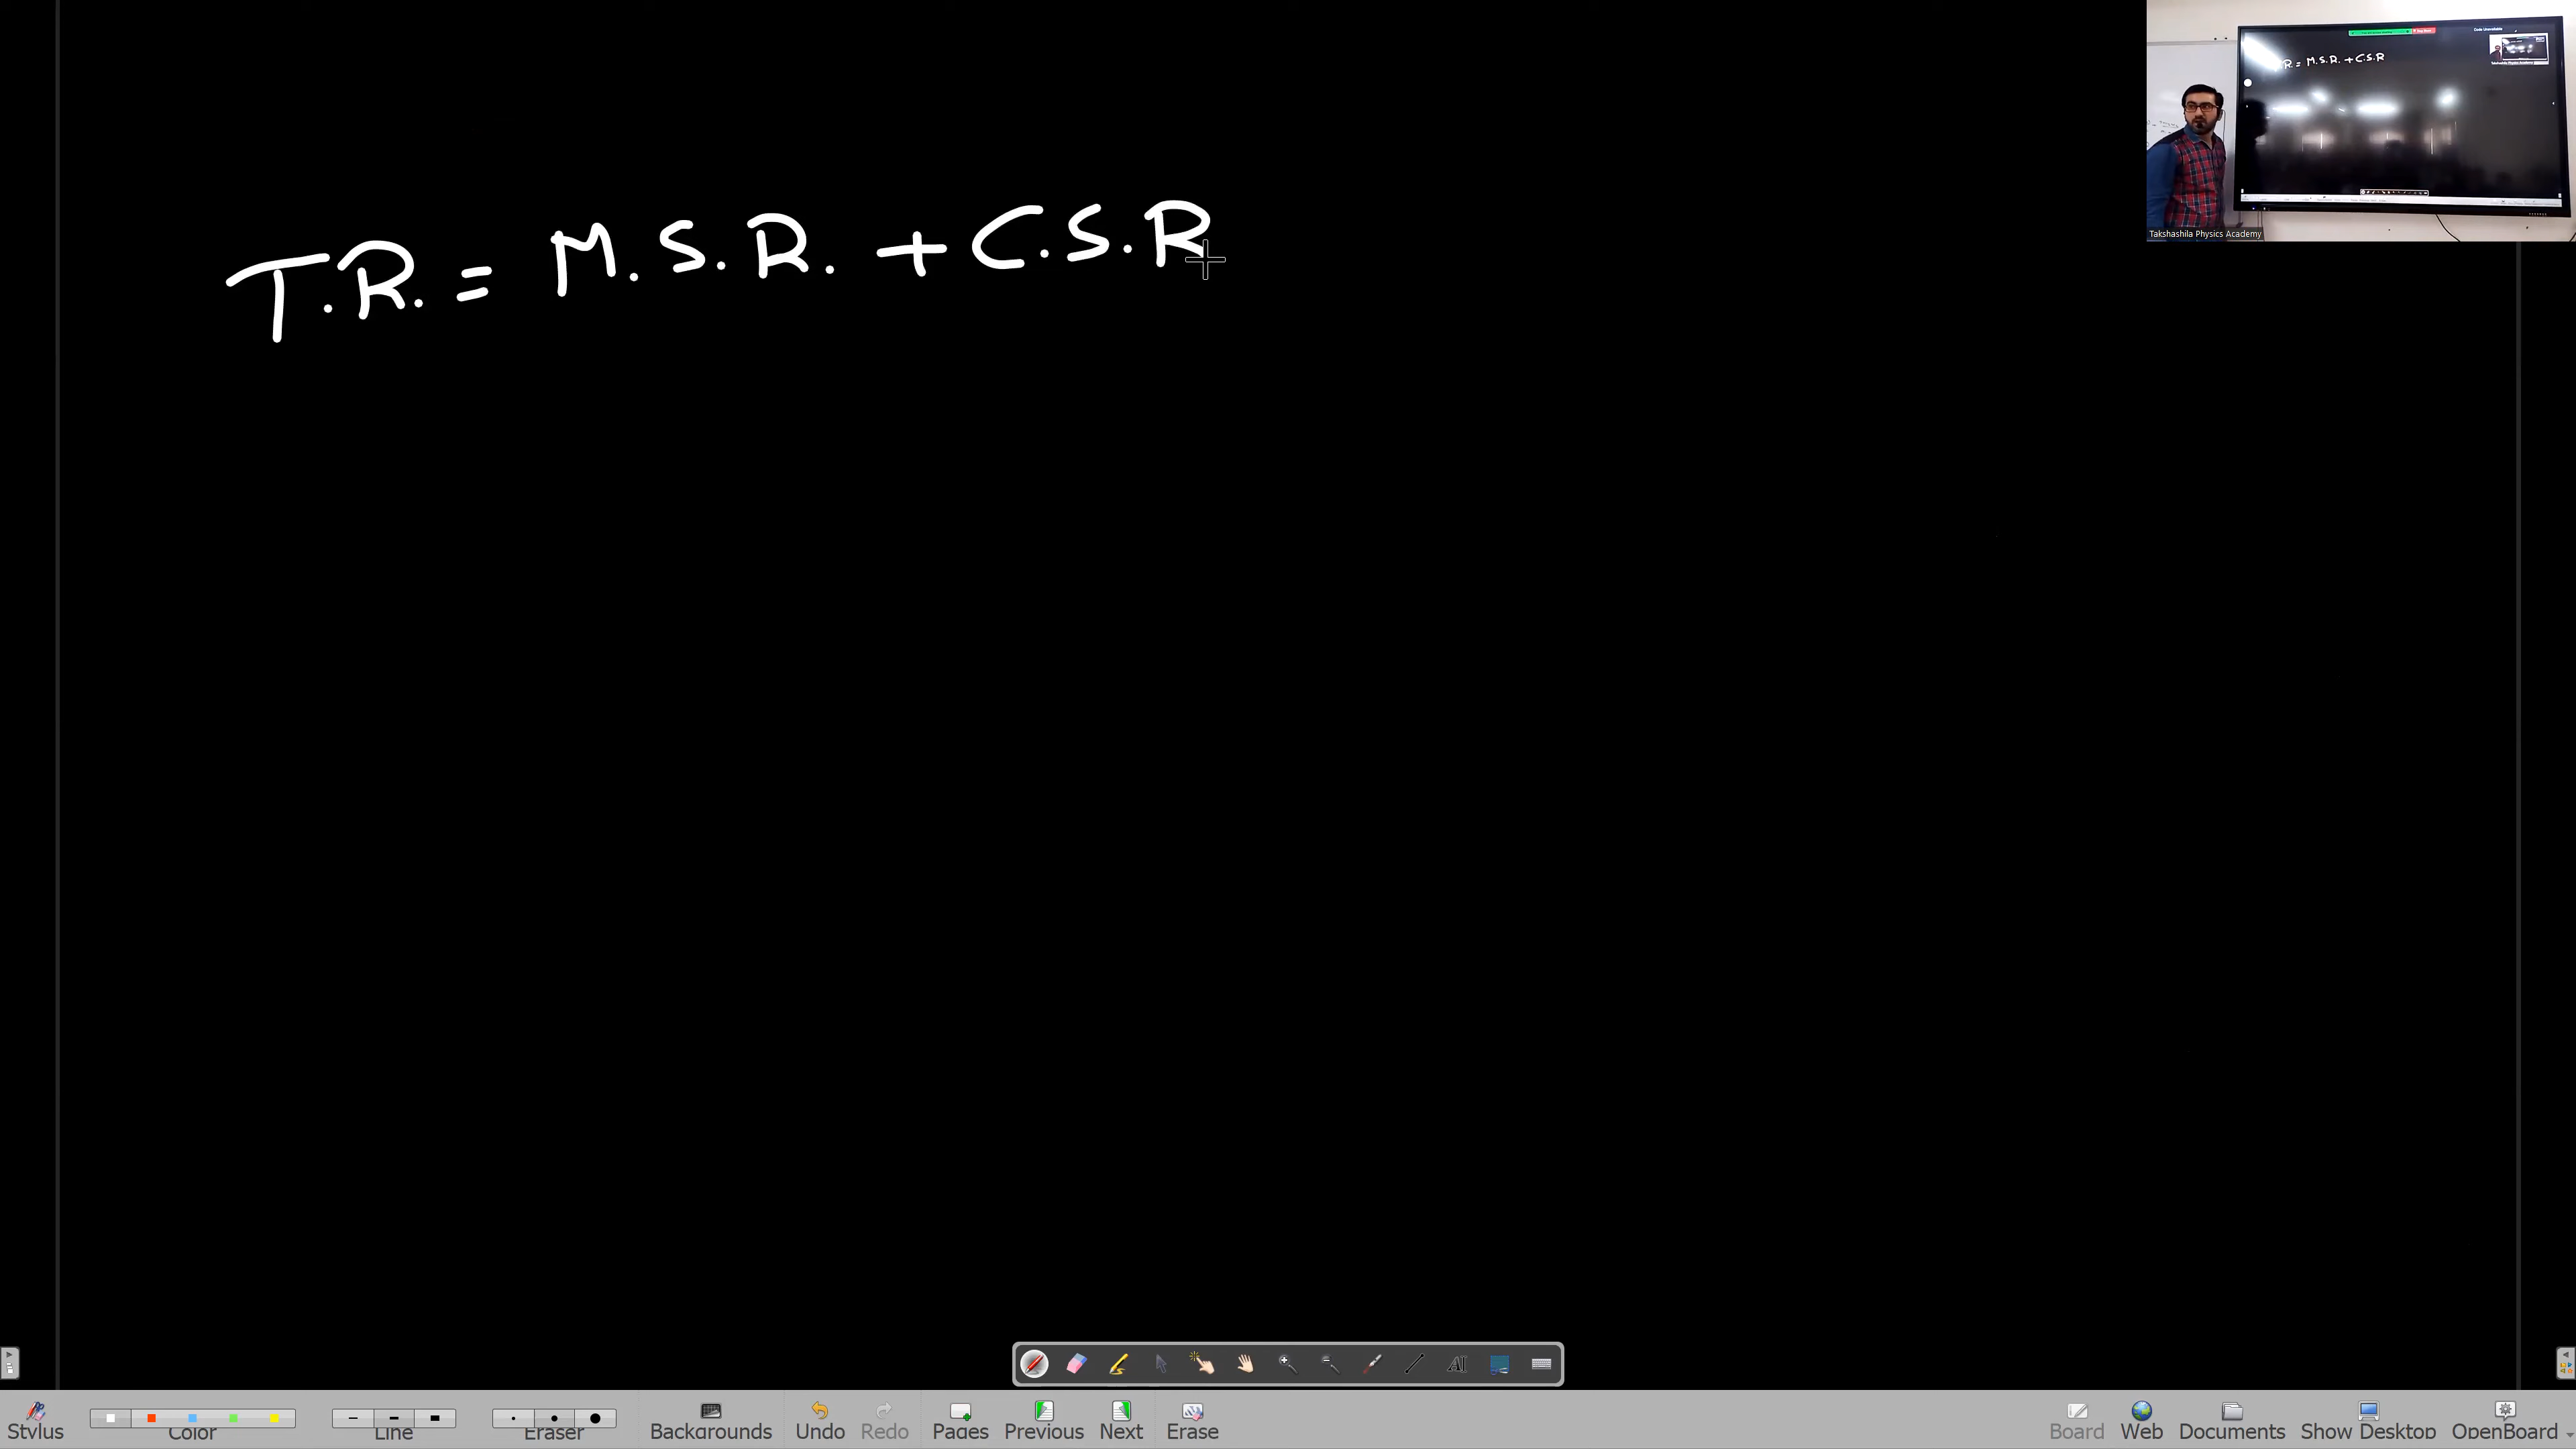 T.R. = M.S.R. + C.S.R
R. = M.S.R. + C.S.R
Takshashila Physics Academy
Stylus
Color
Line
Eraser
Backgrounds
Undo
Redo
Pages
Previous
Next
Erase
Board
Web
Documents
Show Desktop
OpenBoard